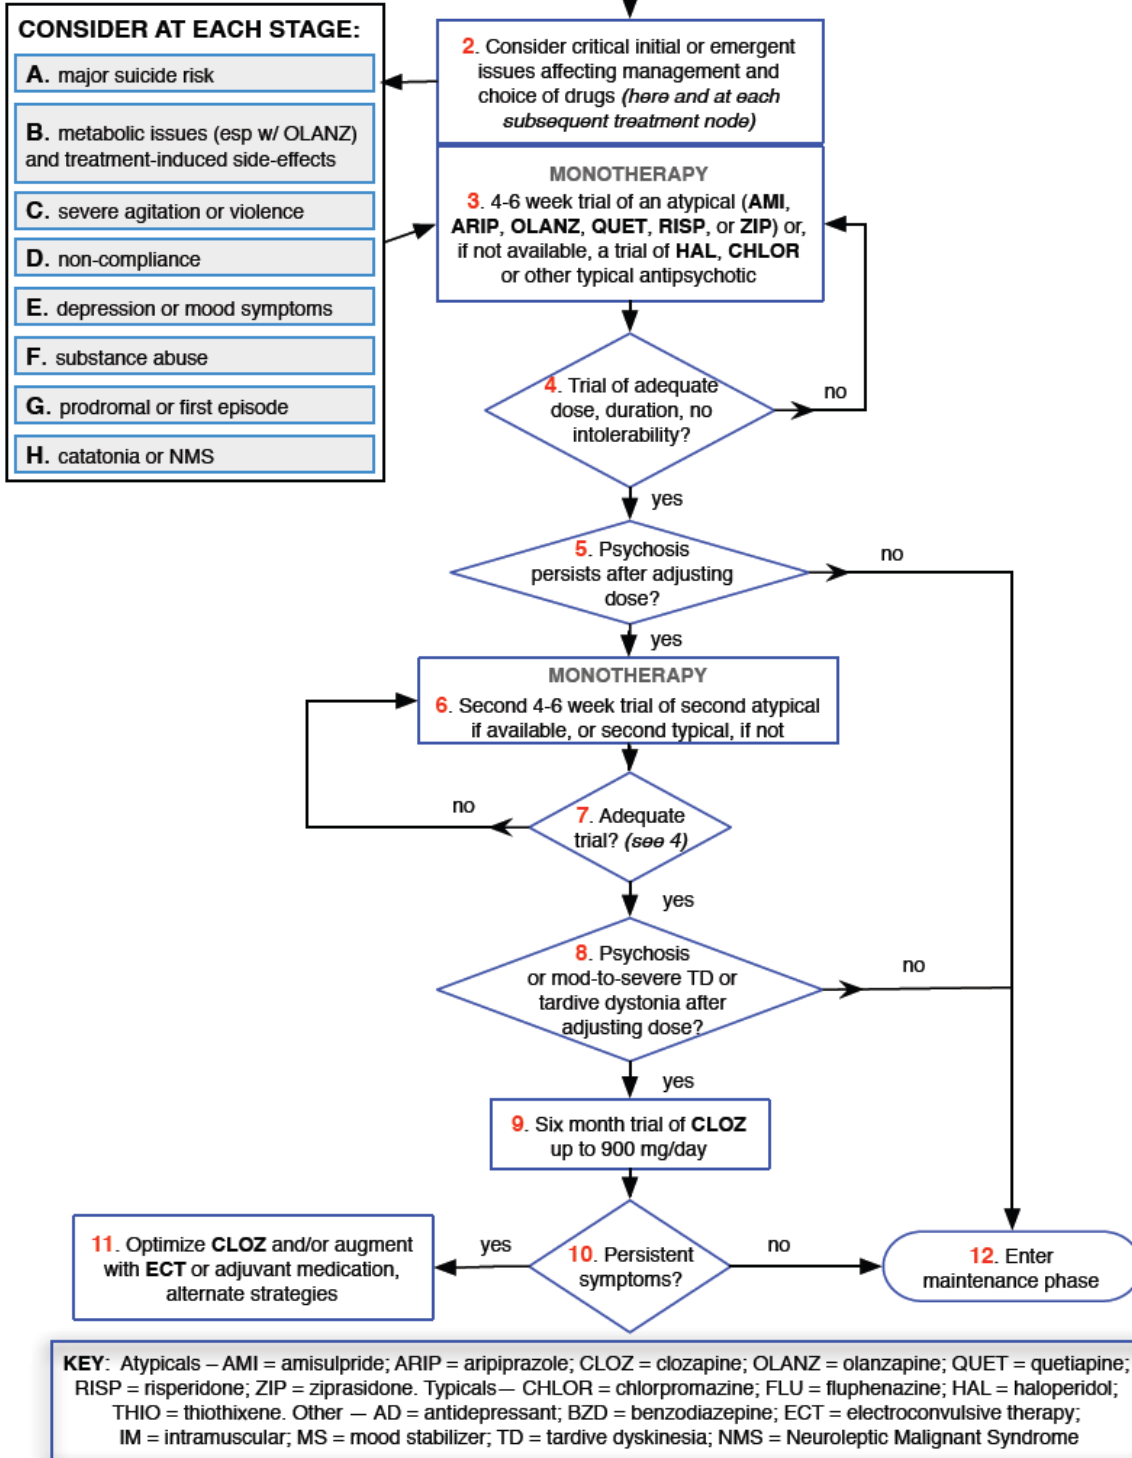 CONSIDER AT EACH STAGE:
A. major suicide risk
B. metabolic issues (esp w/ OLANZ)
and treatment-induced side-effects
C. severe agitation or violence
D. non-compliance
E. depression or mood symptoms
F. substance abuse
G. prodromal or first episode
H. catatonia or NMS
2. Consider critical initial or emergent
issues affecting management and
choice of drugs (here and at each
subsequent treatment node)
MONOTHERAPY
3. 4-6 week trial of an atypical (AMI,
ARIP, OLANZ, QUET, RISP, or ZIP) or,
if not available, a trial of HAL, CHLOR
or other typical antipsychotic
4. Trial of adequate
dose, duration, no
intolerability?
no
yes
5. Psychosis
persists after adjusting
dose?
no
yes
MONOTHERAPY
6. Second 4-6 week trial of second atypical
if available, or second typical, if not
7. Adequate
trial? (see 4)
no
yes
8. Psychosis
or mod-to-severe TD or
tardive dystonia after
adjusting dose?
no
yes
9. Six month trial of CLOZ
up to 900 mg/day
10. Persistent
symptoms?
yes
no
11. Optimize CLOZ and/or augment
with ECT or adjuvant medication,
alternate strategies
12. Enter
maintenance phase
KEY: Atypicals – AMI = amisulpride; ARIP = aripiprazole; CLOZ = clozapine; OLANZ = olanzapine; QUET = quetiapine;
RISP = risperidone; ZIP = ziprasidone. Typicals— CHLOR = chlorpromazine; FLU = fluphenazine; HAL = haloperidol;
THIO = thiothixene. Other — AD = antidepressant; BZD = benzodiazepine; ECT = electroconvulsive therapy;
IM = intramuscular; MS = mood stabilizer; TD = tardive dyskinesia; NMS = Neuroleptic Malignant Syndrome